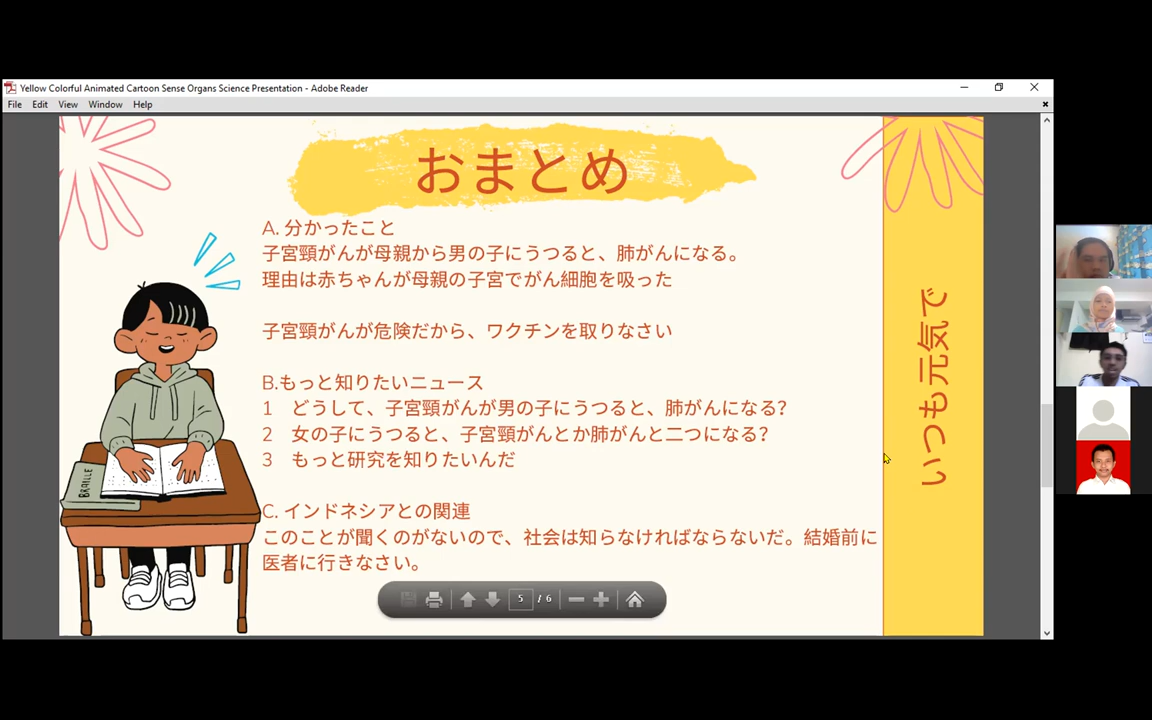 Yellow Colorful Animated Cartoon Sense Organs Science Presentation - Adobe Reader
File Edit View Window Help
おまとめ
A. 分かったこと
子宮頸がんが母親から男の子にうつると、肺がんになる。
理由は赤ちゃんが母親の子宮でがん細胞を吸った
子宮頸がんが危険だから、ワクチンを取りなさい
B.もっと知りたいニュース
1 どうして、子宮頸がんが男の子にうつると、肺がんになる?
2 女の子にうつると、子宮頸がんとか肺がんと二つになる?
3 もっと研究を知りたいんだ
C. インドネシアとの関連
このことが聞くのがないので、社会は知らなければならないだ。結婚前に
医者に行きなさい。
いつも元気で
BRAILLE
5 / 6